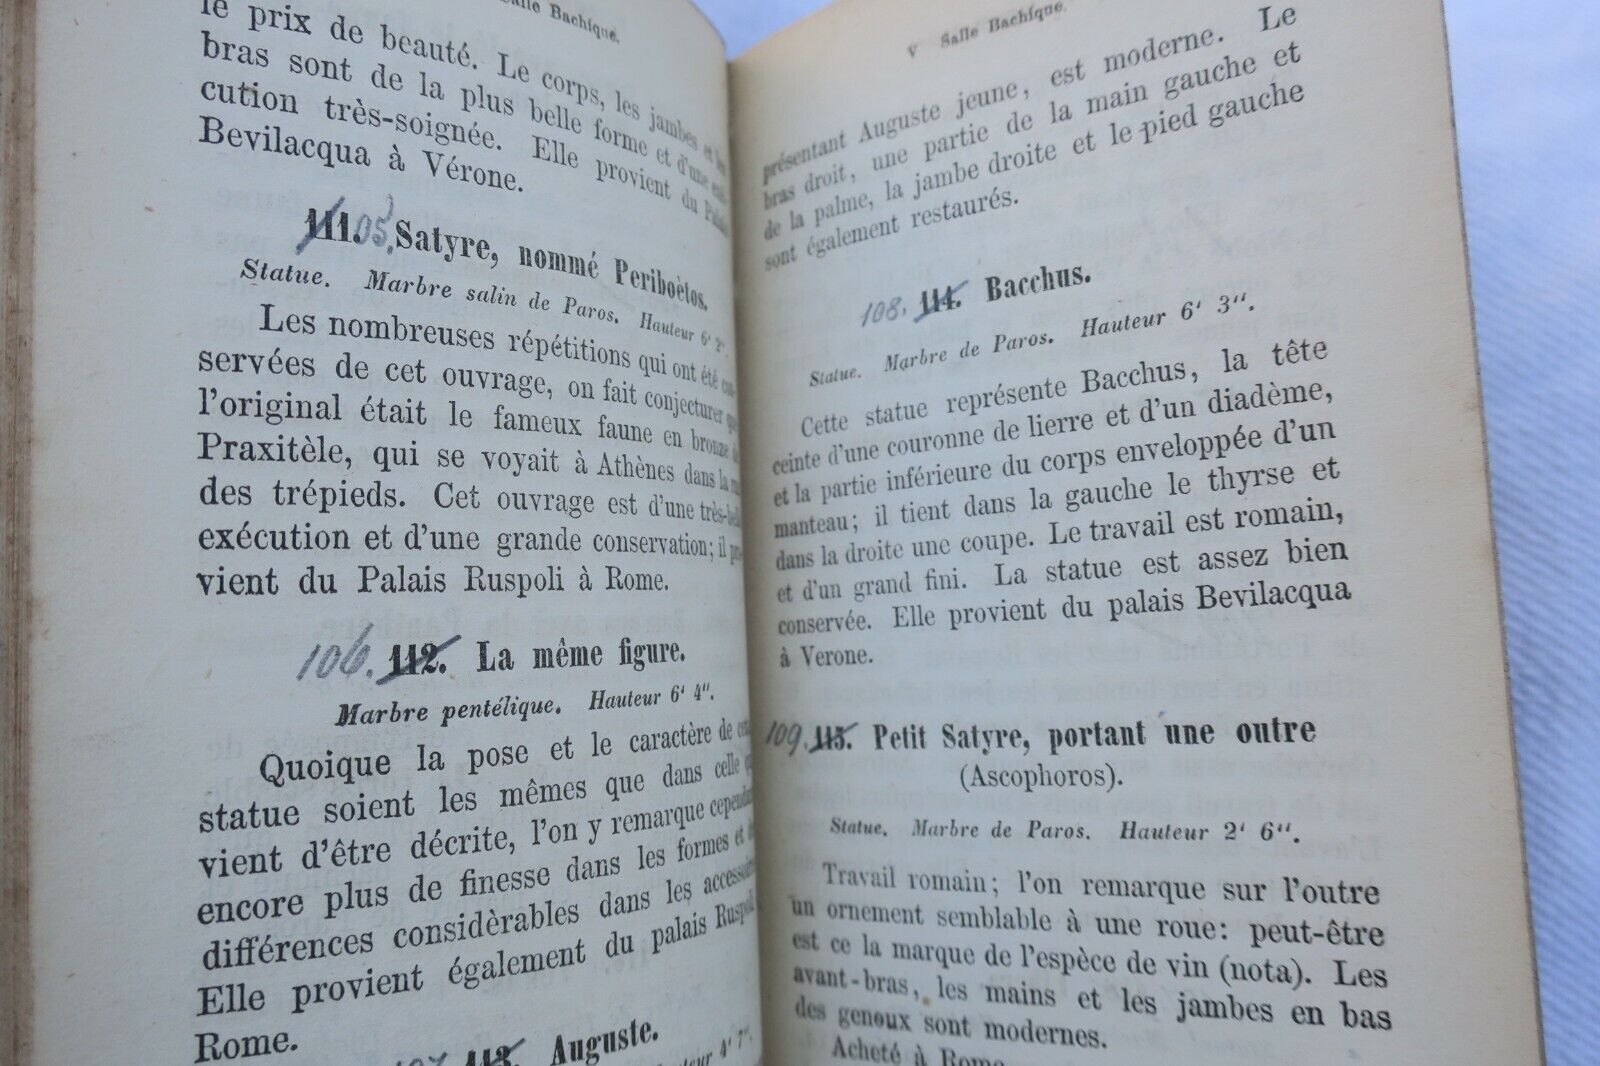 Salle Bachique.
le prix de beauté. Le corps, les jambes et les
bras sont de la plus belle forme et d'une exé-
cution très-soignée. Elle provient du Palais
Bevilacqua à Vérone.
111. 105. Satyre, nommé Periboètos.
Statue. Marbre salin de Paros. Hauteur 6' 2"
Les nombreuses répétitions qui ont été con-
servées de cet ouvrage, on fait conjecturer que
l'original était le fameux faune en bronze de
Praxitèle, qui se voyait à Athènes dans la rue
des trépieds. Cet ouvrage est d'une très-belle
exécution et d'une grande conservation; il pro-
vient du Palais Ruspoli à Rome.
106. 112. La même figure.
Marbre pentélique. Hauteur 6' 4".
Quoique la pose et le caractère de cette
statue soient les mêmes que dans celle qui
vient d'être décrite, l'on y remarque cependant
encore plus de finesse dans les formes et
différences considèrables dans les accessoires
Elle provient également du palais Ruspoli
Rome.
107. 113. Auguste.
Hauteur 4' 7".
V Salle Bachique.
présentant Auguste jeune, est moderne. Le
bras droit, une partie de la main gauche et
de la palme, la jambe droite et le pied gauche
sont également restaurés.
108. 114. Bacchus.
Statue. Marbre de Paros. Hauteur 6' 3".
Cette statue représente Bacchus, la tête
ceinte d'une couronne de lierre et d'un diadème,
et la partie inférieure du corps enveloppée d'un
manteau; il tient dans la gauche le thyrse et
dans la droite une coupe. Le travail est romain,
et d'un grand fini. La statue est assez bien
conservée. Elle provient du palais Bevilacqua
à Verone.
109. 115. Petit Satyre, portant une outre
(Ascophoros).
Statue. Marbre de Paros. Hauteur 2' 6".
Travail romain; l'on remarque sur l'outre
un ornement semblable à une roue: peut-être
est ce la marque de l'espèce de vin (nota). Les
avant-bras, les mains et les jambes en bas
des genoux sont modernes.
Acheté à Rome